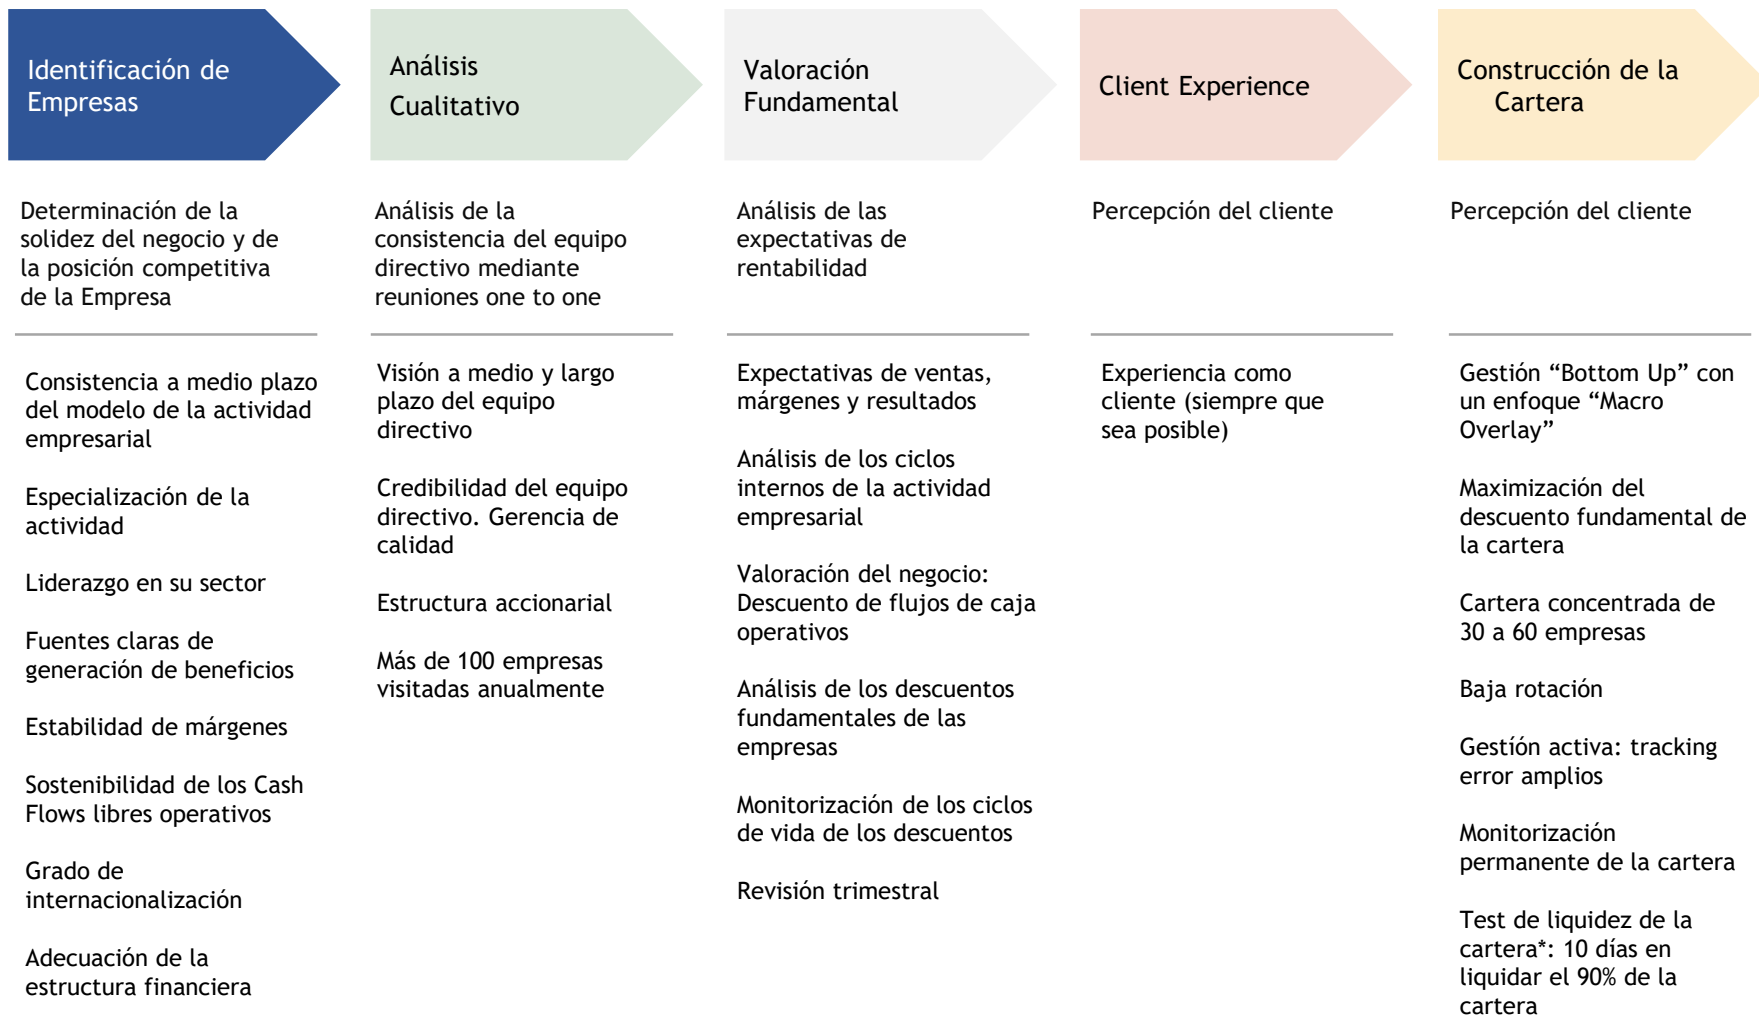 Identificación de
Empresas
Análisis
Cualitativo
Valoración
Fundamental
Client Experience
Construcción de la
Cartera
Determinación de la
solidez del negocio y de
la posición competitiva
de la Empresa
Análisis de la
consistencia del equipo
directivo mediante
reuniones one to one
Análisis de las
expectativas de
rentabilidad
Percepción del cliente
Percepción del cliente
Consistencia a medio plazo
del modelo de la actividad
empresarial
Especialización de la
actividad
Liderazgo en su sector
Fuentes claras de
generación de beneficios
Estabilidad de márgenes
Sostenibilidad de los Cash
Flows libres operativos
Grado de
internacionalización
Adecuación de la
estructura financiera
Visión a medio y largo
plazo del equipo
directivo
Credibilidad del equipo
directivo. Gerencia de
calidad
Estructura accionarial
Más de 100 empresas
visitadas anualmente
Expectativas de ventas,
márgenes y resultados
Análisis de los ciclos
internos de la actividad
empresarial
Valoración del negocio:
Descuento de flujos de caja
operativos
Análisis de los descuentos
fundamentales de las
empresas
Monitorización de los ciclos
de vida de los descuentos
Revisión trimestral
Experiencia como
cliente (siempre que
sea posible)
Gestión “Bottom Up” con
un enfoque “Macro
Overlay”
Maximización del
descuento fundamental de
la cartera
Cartera concentrada de
30 a 60 empresas
Baja rotación
Gestíón activa: tracking
error amplios
Monitorización
permanente de la cartera
Test de liquidez de la
cartera*: 10 días en
liquidar el 90% de la
cartera